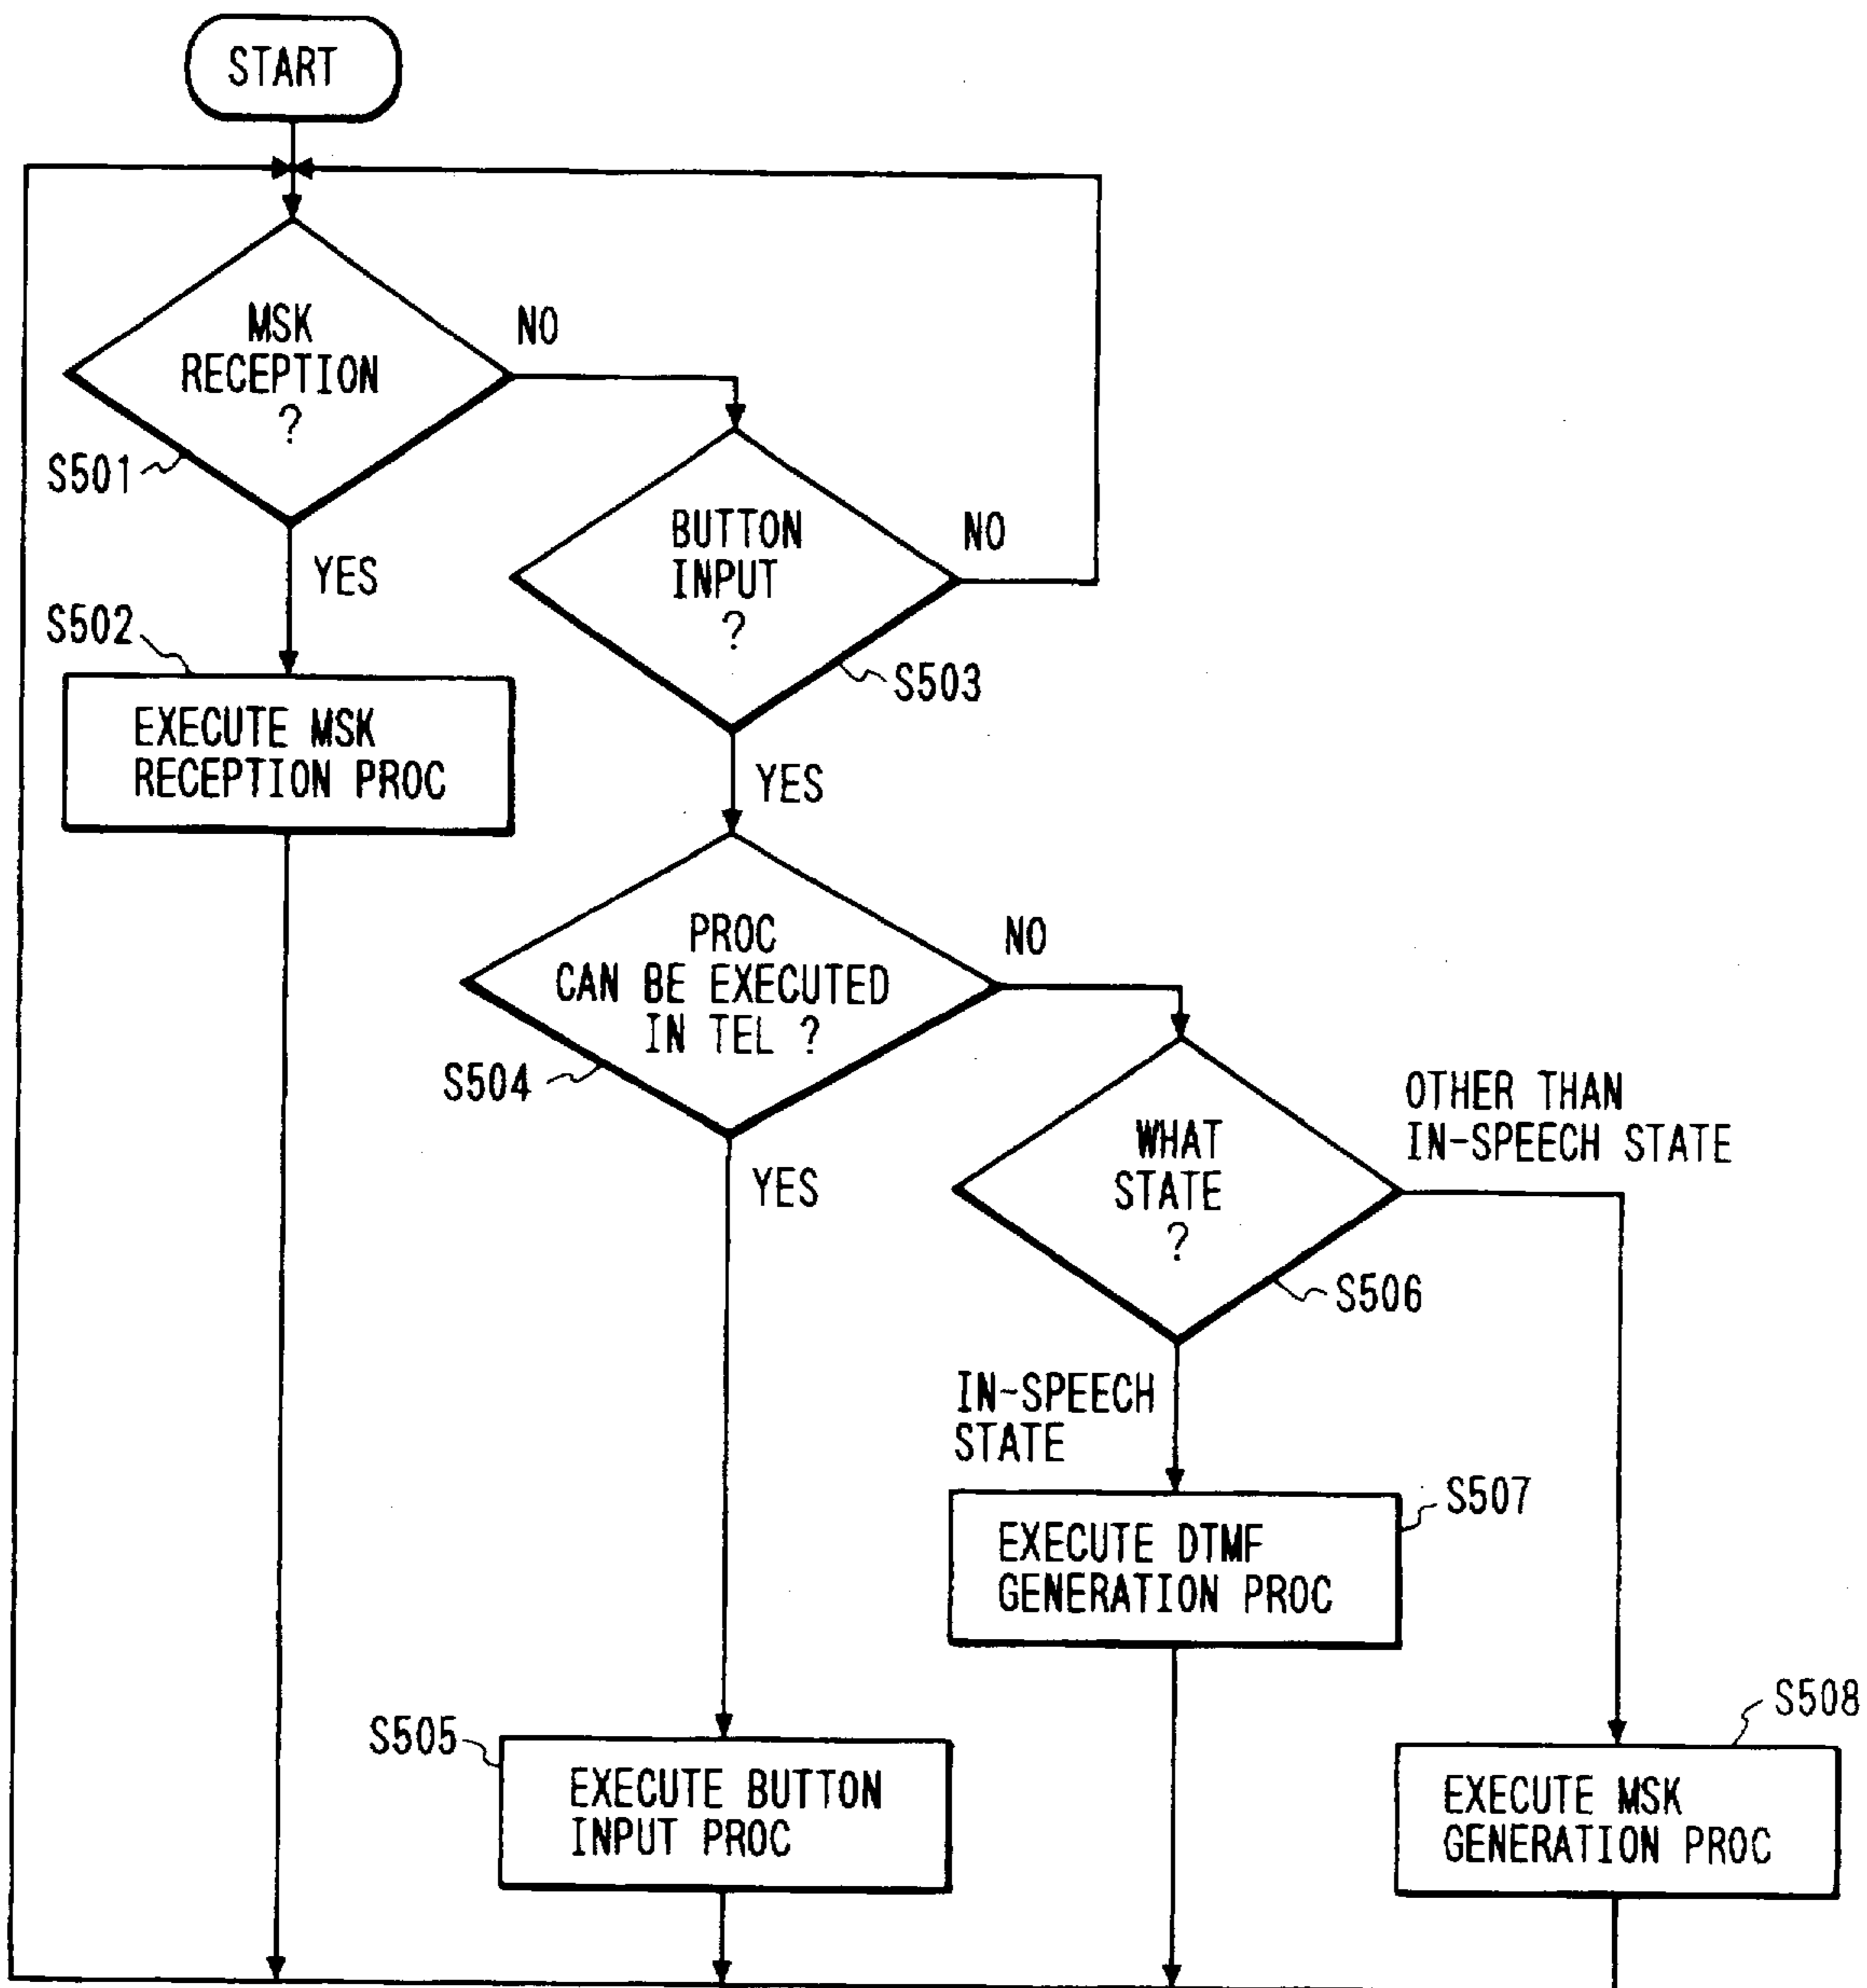 START
MSK
RECEPTION
?
NO
S501
YES
BUTTON
INPUT
?
NO
S503
S502
EXECUTE MSK
RECEPTION PROC
YES
PROC
CAN BE EXECUTED
IN TEL ?
NO
S504
YES
WHAT
STATE
?
OTHER THAN
IN-SPEECH STATE
S506
IN-SPEECH
STATE
S507
EXECUTE DTMF
GENERATION PROC
S505
EXECUTE BUTTON
INPUT PROC
S508
EXECUTE MSK
GENERATION PROC